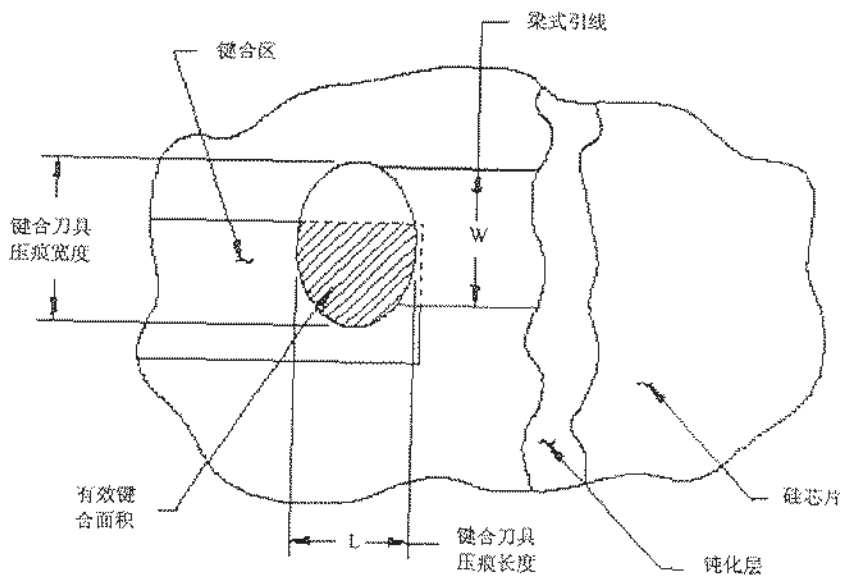 梁式引线
键合区
键合刀具
压痕宽度
W
有效键
合面积
L
键合刀具
压痕长度
硅芯片
钝化层